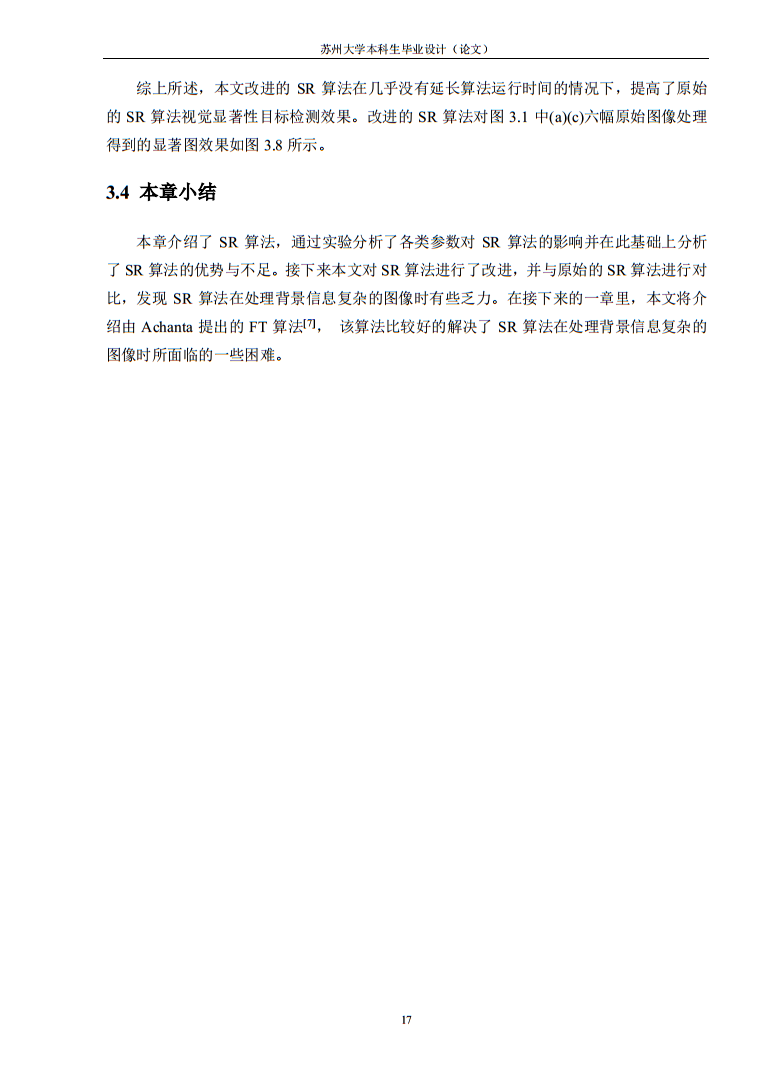 苏州大学本科生毕业设计（论文）
综上所述，本文改进的 SR 算法在几乎没有延长算法运行时间的情况下，提高了原始
的 SR 算法视觉显著性目标检测效果。改进的 SR 算法对图 3.1 中(a)(c)六幅原始图像处理
得到的显著图效果如图 3.8 所示。
3.4 本章小结
本章介绍了 SR 算法，通过实验分析了各类参数对 SR 算法的影响并在此基础上分析
了 SR 算法的优势与不足。接下来本文对 SR 算法进行了改进，并与原始的 SR 算法进行对
比，发现 SR 算法在处理背景信息复杂的图像时有些乏力。在接下来的一章里，本文将介
绍由 Achanta 提出的 FT 算法[7]， 该算法比较好的解决了 SR 算法在处理背景信息复杂的
图像时所面临的一些困难。
17